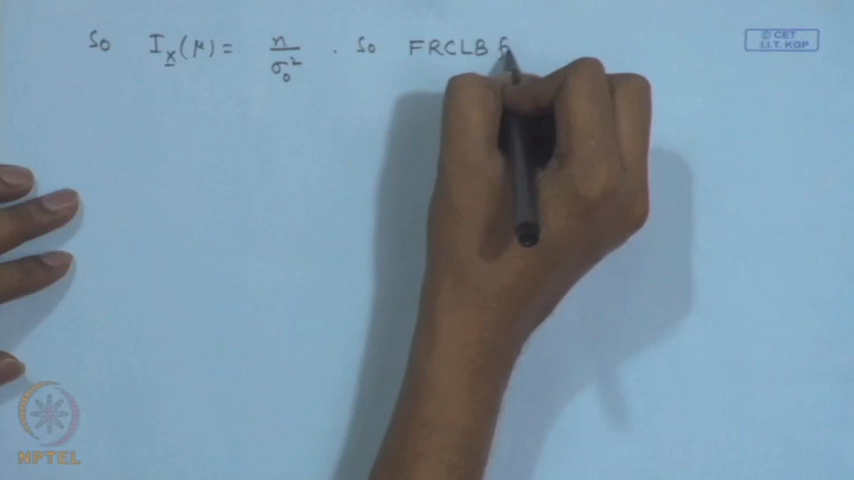 So I_X(μ) = n/σ₀² . So FRCLB f
© CET
I.I.T. KGP
NPTEL